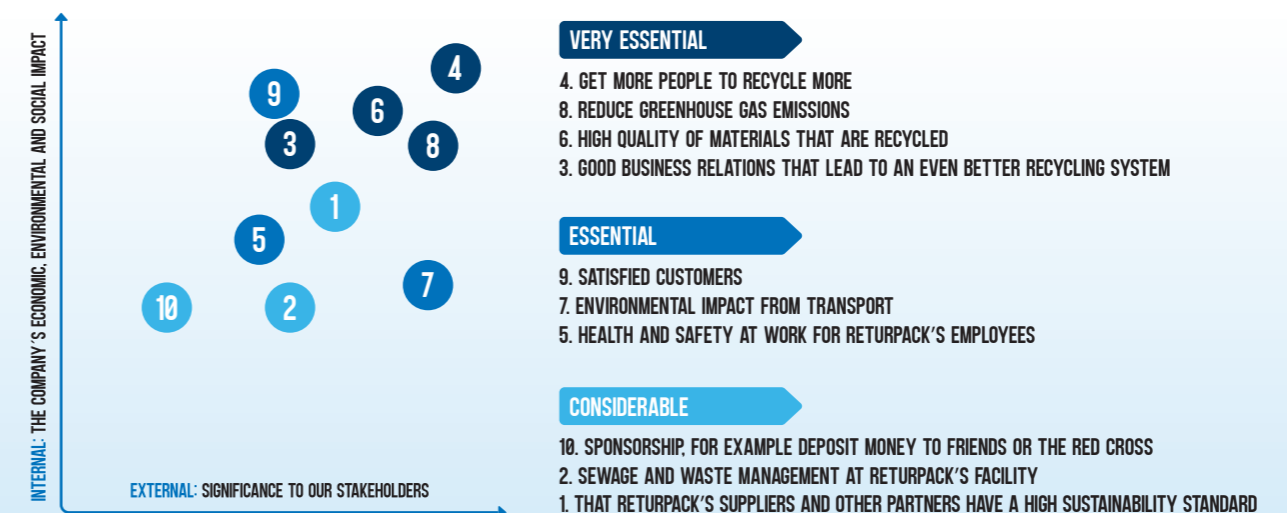 INTERNAL: THE COMPANY´S ECONOMIC, ENVIRONMENTAL AND SOCIAL IMPACT
4
9
6
3
8
1
5
7
10
2
EXTERNAL: SIGNIFICANCE TO OUR STAKEHOLDERS
VERY ESSENTIAL
4. GET MORE PEOPLE TO RECYCLE MORE
8. REDUCE GREENHOUSE GAS EMISSIONS
6. HIGH QUALITY OF MATERIALS THAT ARE RECYCLED
3. GOOD BUSINESS RELATIONS THAT LEAD TO AN EVEN BETTER RECYCLING SYSTEM
ESSENTIAL
9. SATISFIED CUSTOMERS
7. ENVIRONMENTAL IMPACT FROM TRANSPORT
5. HEALTH AND SAFETY AT WORK FOR RETURPACK'S EMPLOYEES
CONSIDERABLE
10. SPONSORSHIP, FOR EXAMPLE DEPOSIT MONEY TO FRIENDS OR THE RED CROSS
2. SEWAGE AND WASTE MANAGEMENT AT RETURPACK'S FACILITY
1. THAT RETURPACK'S SUPPLIERS AND OTHER PARTNERS HAVE A HIGH SUSTAINABILITY STANDARD